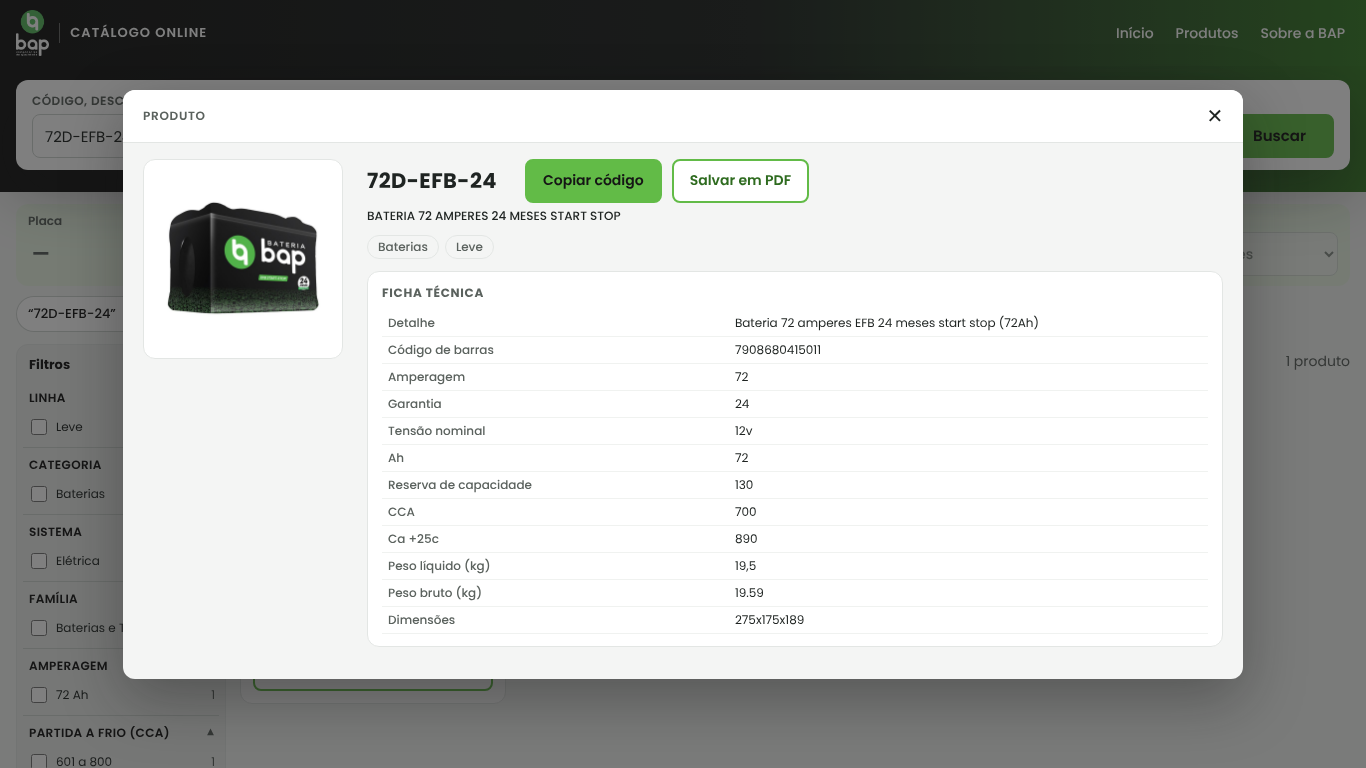 bap
CATÁLOGO ONLINE
Início
Produtos
Sobre a BAP
CÓDIGO, DESC
72D-EFB-2
Buscar
PRODUTO
✕
BATERIA
bap
24
72D-EFB-24
Copiar código
Salvar em PDF
BATERIA 72 AMPERES 24 MESES START STOP
Baterias
Leve
FICHA TÉCNICA
Detalhe Bateria 72 amperes EFB 24 meses start stop (72Ah)
Código de barras 7908680415011
Amperagem 72
Garantia 24
Tensão nominal 12v
Ah 72
Reserva de capacidade 130
CCA 700
Ca +25c 890
Peso líquido (kg) 19,5
Peso bruto (kg) 19.59
Dimensões 275x175x189
Placa
—
es
“72D-EFB-24”
1 produto
Filtros
LINHA
Leve
CATEGORIA
Baterias
SISTEMA
Elétrica
FAMÍLIA
Baterias e
AMPERAGEM
72 Ah 1
PARTIDA A FRIO (CCA) ▲
601 a 800 1